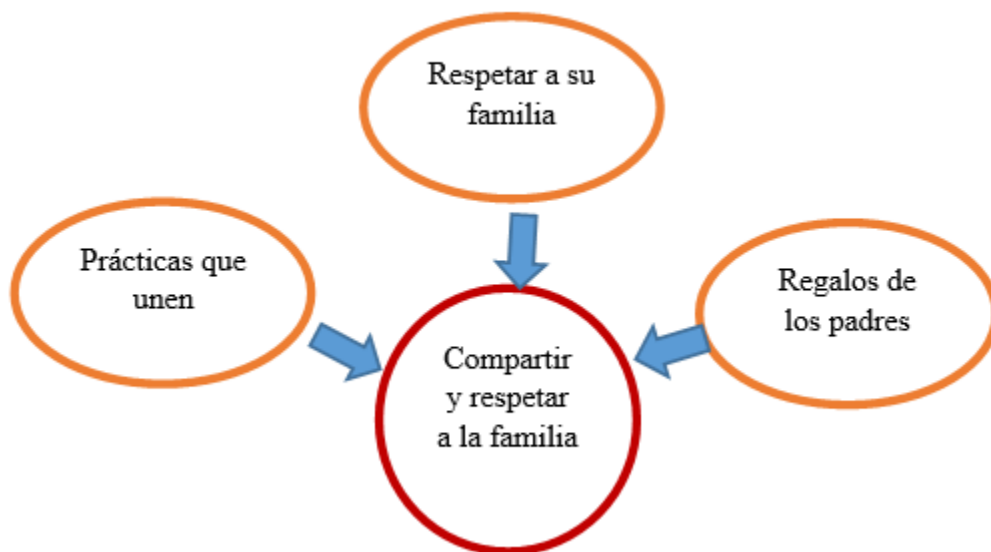 Respetar a su
familia
Prácticas que
unen
Regalos de
los padres
Compartir
y respetar
a la familia